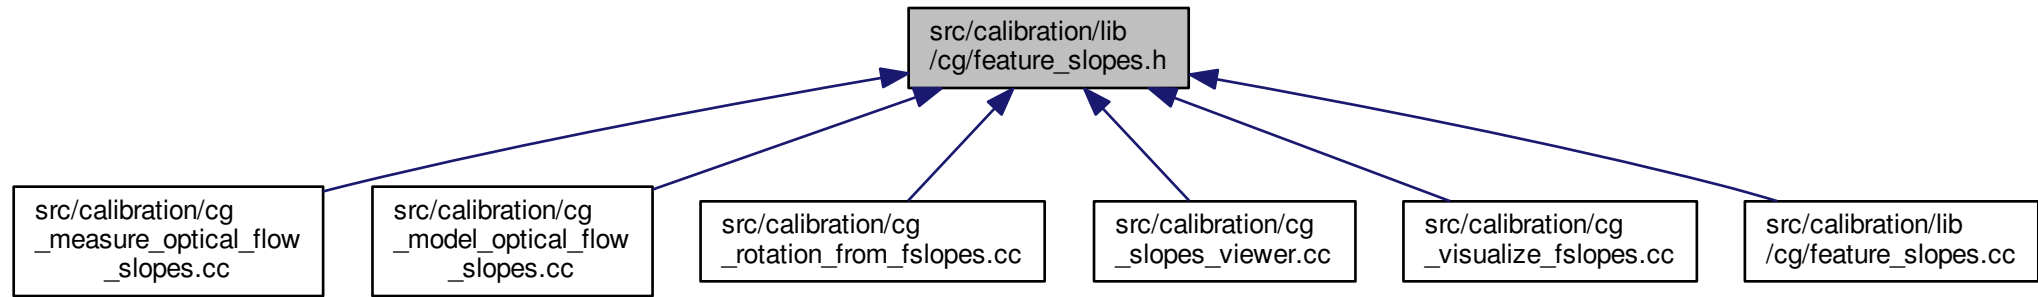 src/calibration/lib
/cg/feature_slopes.h
src/calibration/cg
_measure_optical_flow
_slopes.cc
src/calibration/cg
_model_optical_flow
_slopes.cc
src/calibration/cg
_rotation_from_fslopes.cc
src/calibration/cg
_slopes_viewer.cc
src/calibration/cg
_visualize_fslopes.cc
src/calibration/lib
/cg/feature_slopes.cc